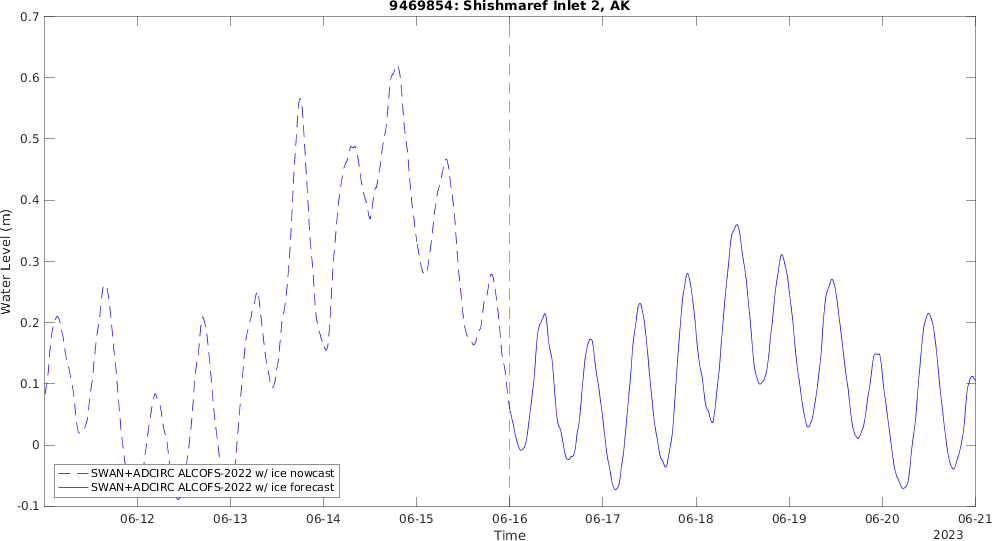 9469854: Shishmaref Inlet 2, AK
0.7
0.6
0.5
0.4
0.3
0.2
0.1
0
-0.1
Water Level (m)
SWAN+ADCIRC ALCOFS-2022 w/ ice nowcast
SWAN+ADCIRC ALCOFS-2022 w/ ice forecast
06-12 06-13 06-14 06-15 06-16 06-17 06-18 06-19 06-20 06-21
Time
2023